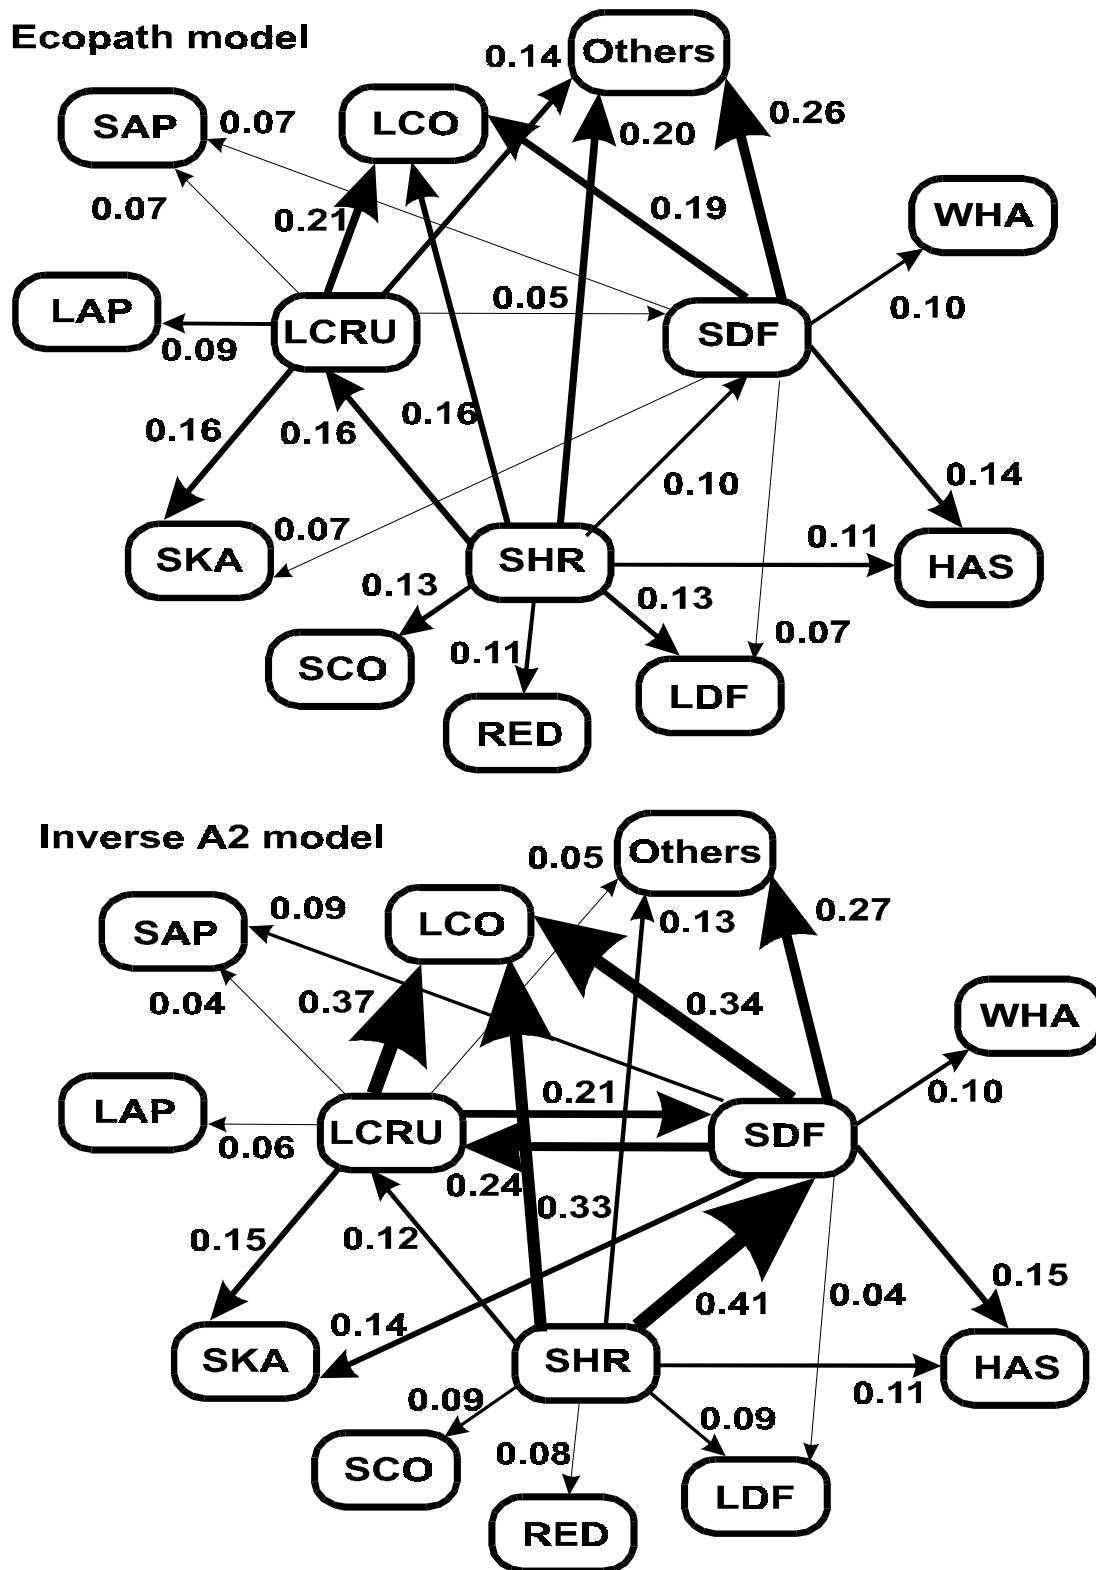 Ecopath model
Others
0.14
SAP
0.07
LCO
0.20
0.26
0.07
0.21
0.19
WHA
LAP
0.05
0.10
LCRU
SDF
0.09
0.16
0.16
0.16
0.10
0.14
SKA
0.07
SHR
0.11
HAS
0.13
0.13
0.07
SCO
0.11
LDF
RED
Inverse A2 model
0.05
Others
SAP
0.09
LCO
0.13
0.27
0.04
0.37
0.34
WHA
LAP
0.21
0.10
LCRU
SDF
0.06
0.24
0.33
0.15
0.12
0.15
0.14
0.41
0.04
SKA
SHR
HAS
0.09
0.09
0.11
SCO
0.08
LDF
RED